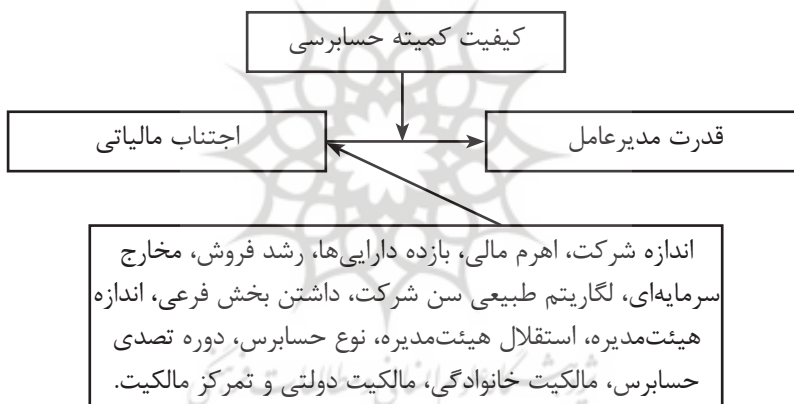 کیفیت کمیته حسابرسی
قدرت مدیرعامل
اجتناب مالیاتی
اندازه شرکت، اهرم مالی، بازده دارایی‌ها، رشد فروش، مخارج
سرمایه‌ای، لگاریتم طبیعی سن شرکت، داشتن بخش فرعی، اندازه
هیئت‌مدیره، استقلال هیئت‌مدیره، نوع حسابرس، دوره تصدی
حسابرس، مالکیت خانوادگی، مالکیت دولتی و تمرکز مالکیت.